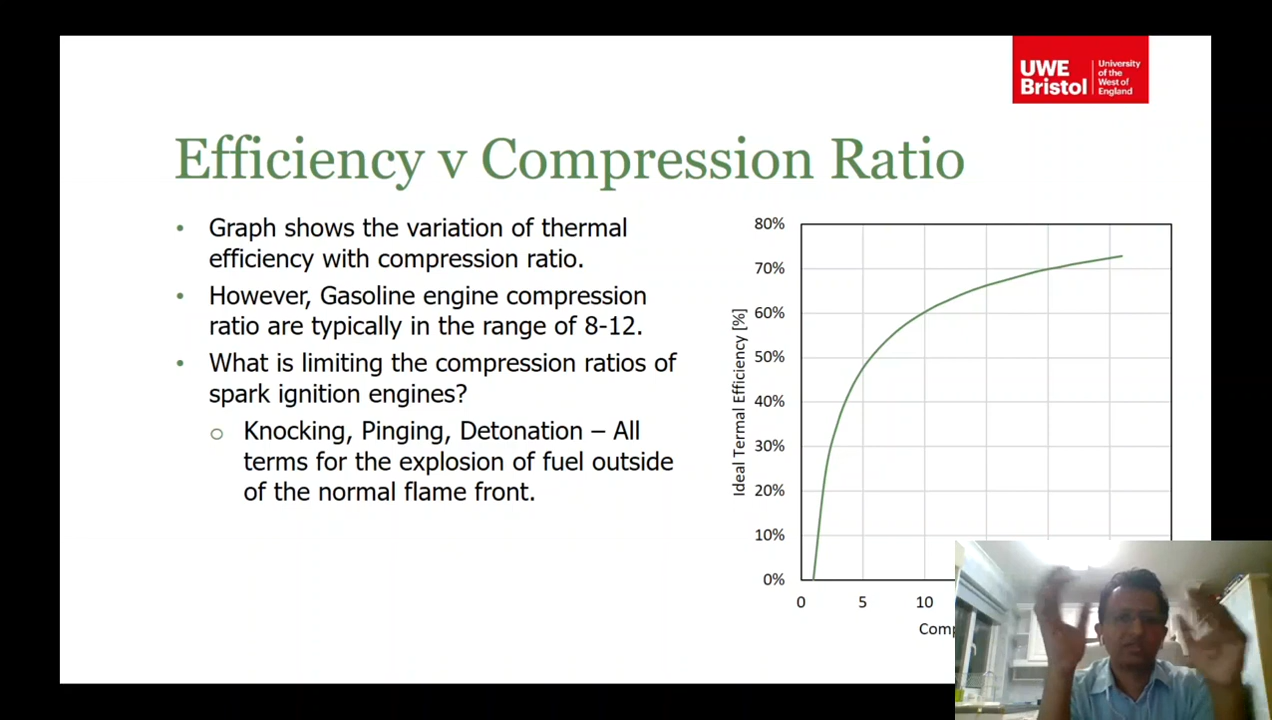 UWE
Bristol
University
of the
West of
England
Efficiency v Compression Ratio
• Graph shows the variation of thermal
efficiency with compression ratio.
• However, Gasoline engine compression
ratio are typically in the range of 8-12.
• What is limiting the compression ratios of
spark ignition engines?
o Knocking, Pinging, Detonation – All
terms for the explosion of fuel outside
of the normal flame front.
Ideal Termal Efficiency [%]
80%
70%
60%
50%
40%
30%
20%
10%
0%
0 5 10